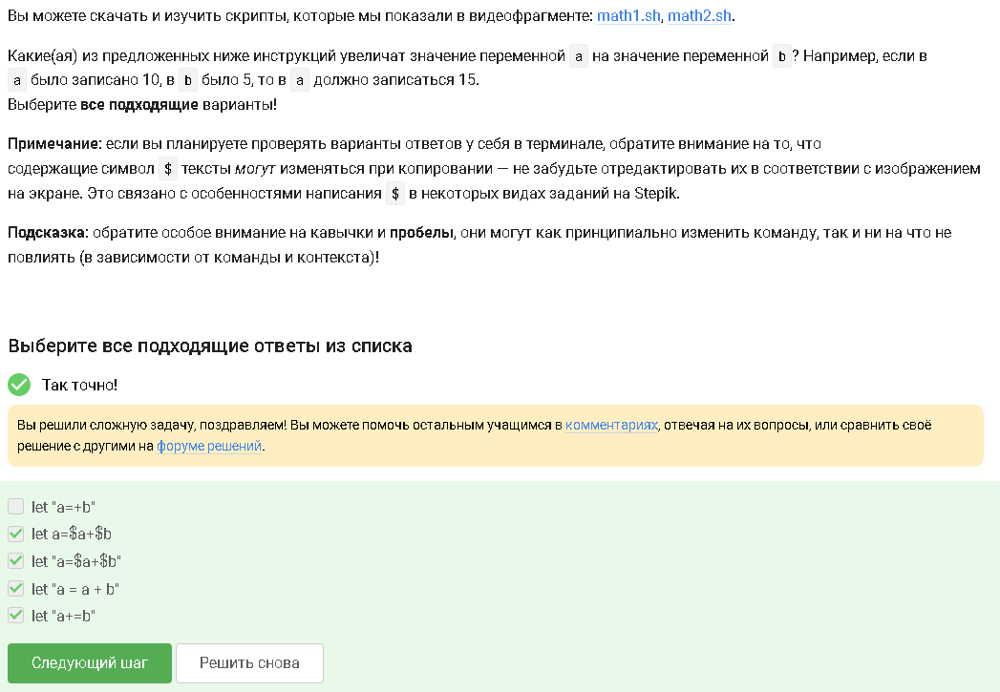 Вы можете скачать и изучить скрипты, которые мы показали в видеофрагменте: math1.sh, math2.sh.
Какие(ая) из предложенных ниже инструкций увеличат значение переменной a на значение переменной b? Например, если в
a было записано 10, в b было 5, то в a должно записаться 15.
Выберите все подходящие варианты!
Примечание: если вы планируете проверять варианты ответов у себя в терминале, обратите внимание на то, что
содержащие символ $ тексты могут изменяться при копировании — не забудьте отредактировать их в соответствии с изображением
на экране. Это связано с особенностями написания $ в некоторых видах заданий на Stepik.
Подсказка: обратите особое внимание на кавычки и пробелы, они могут как принципиально изменить команду, так и ни на что не
повлиять (в зависимости от команды и контекста)!
Выберите все подходящие ответы из списка
Так точно!
Вы решили сложную задачу, поздравляем! Вы можете помочь остальным учащимся в комментариях, отвечая на их вопросы, или сравнить своё
решение с другими на форуме решений.
let "a=+b"
let a=$a+$b
let "a=$a+$b"
let "a = a + b"
let "a+=b"
Следующий шаг
Решить снова